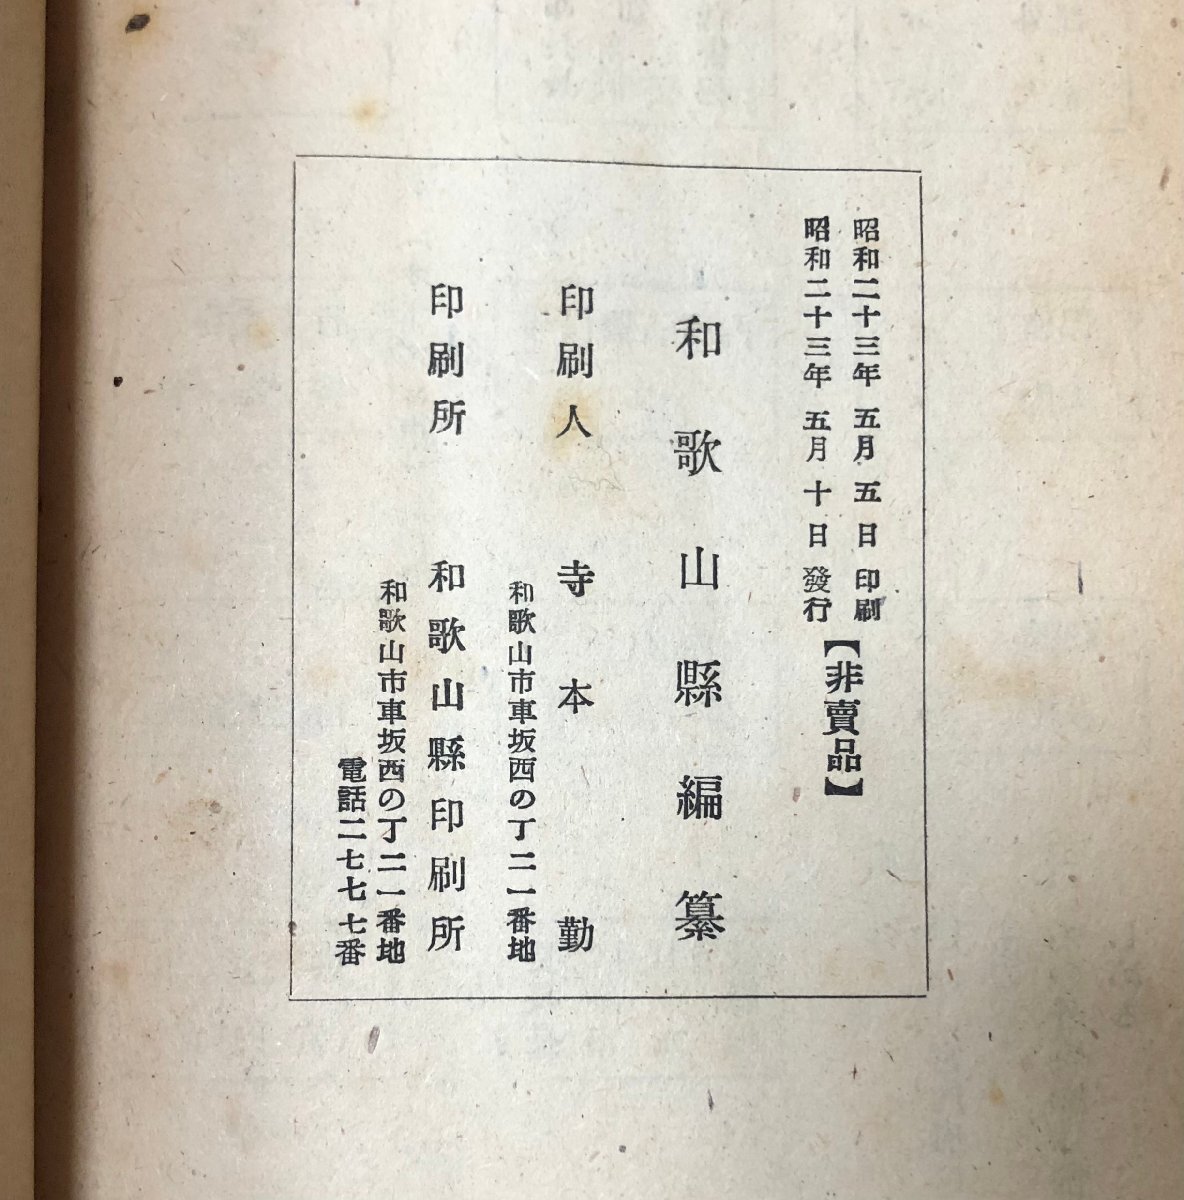 昭和二十三年 五月 五 日 印刷
昭和二十三年 五月 十 日 發行
【非賣品】
和歌山縣編纂
印刷人 寺本勤
和歌山市車坂西の丁二一番地
印刷所 和歌山縣印刷所
和歌山市車坂西の丁二一番地
電話二七七七番